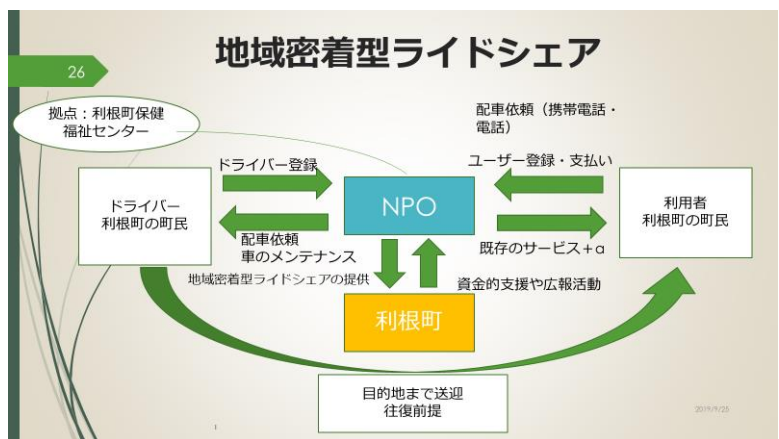 地域密着型ライドシェア
26
拠点：利根町保健
福祉センター
配車依頼（携帯電話・
電話）
ドライバー登録
ユーザー登録・支払い
ドライバー
利根町の町民
NPO
利用者
利根町の町民
配車依頼
車のメンテナンス
既存のサービス+α
地域密着型ライドシェアの提供
資金的支援や広報活動
利根町
目的地まで送迎
往復前提
2019/9/25
1